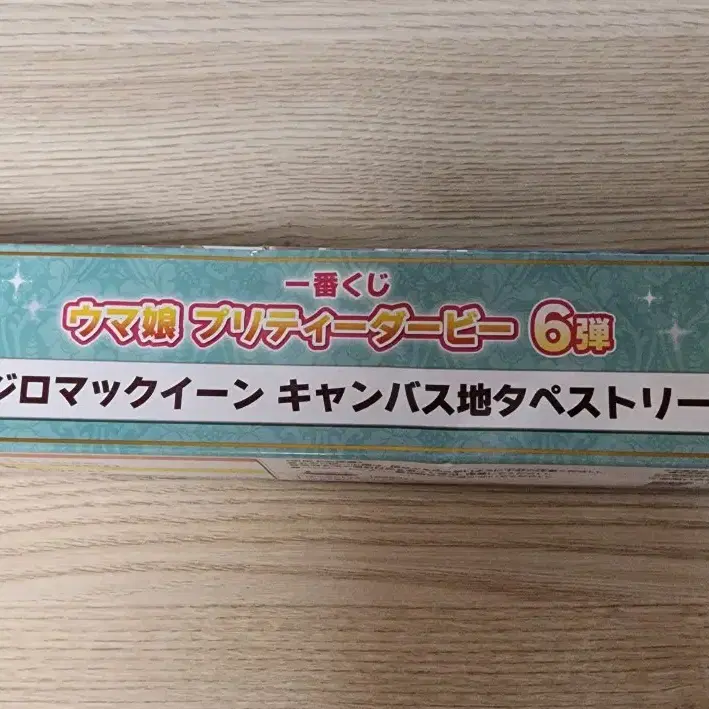 一番くじ
ウマ娘 プリティーダービー 6弾
ジロマックイーン キャンバス地タペストリー